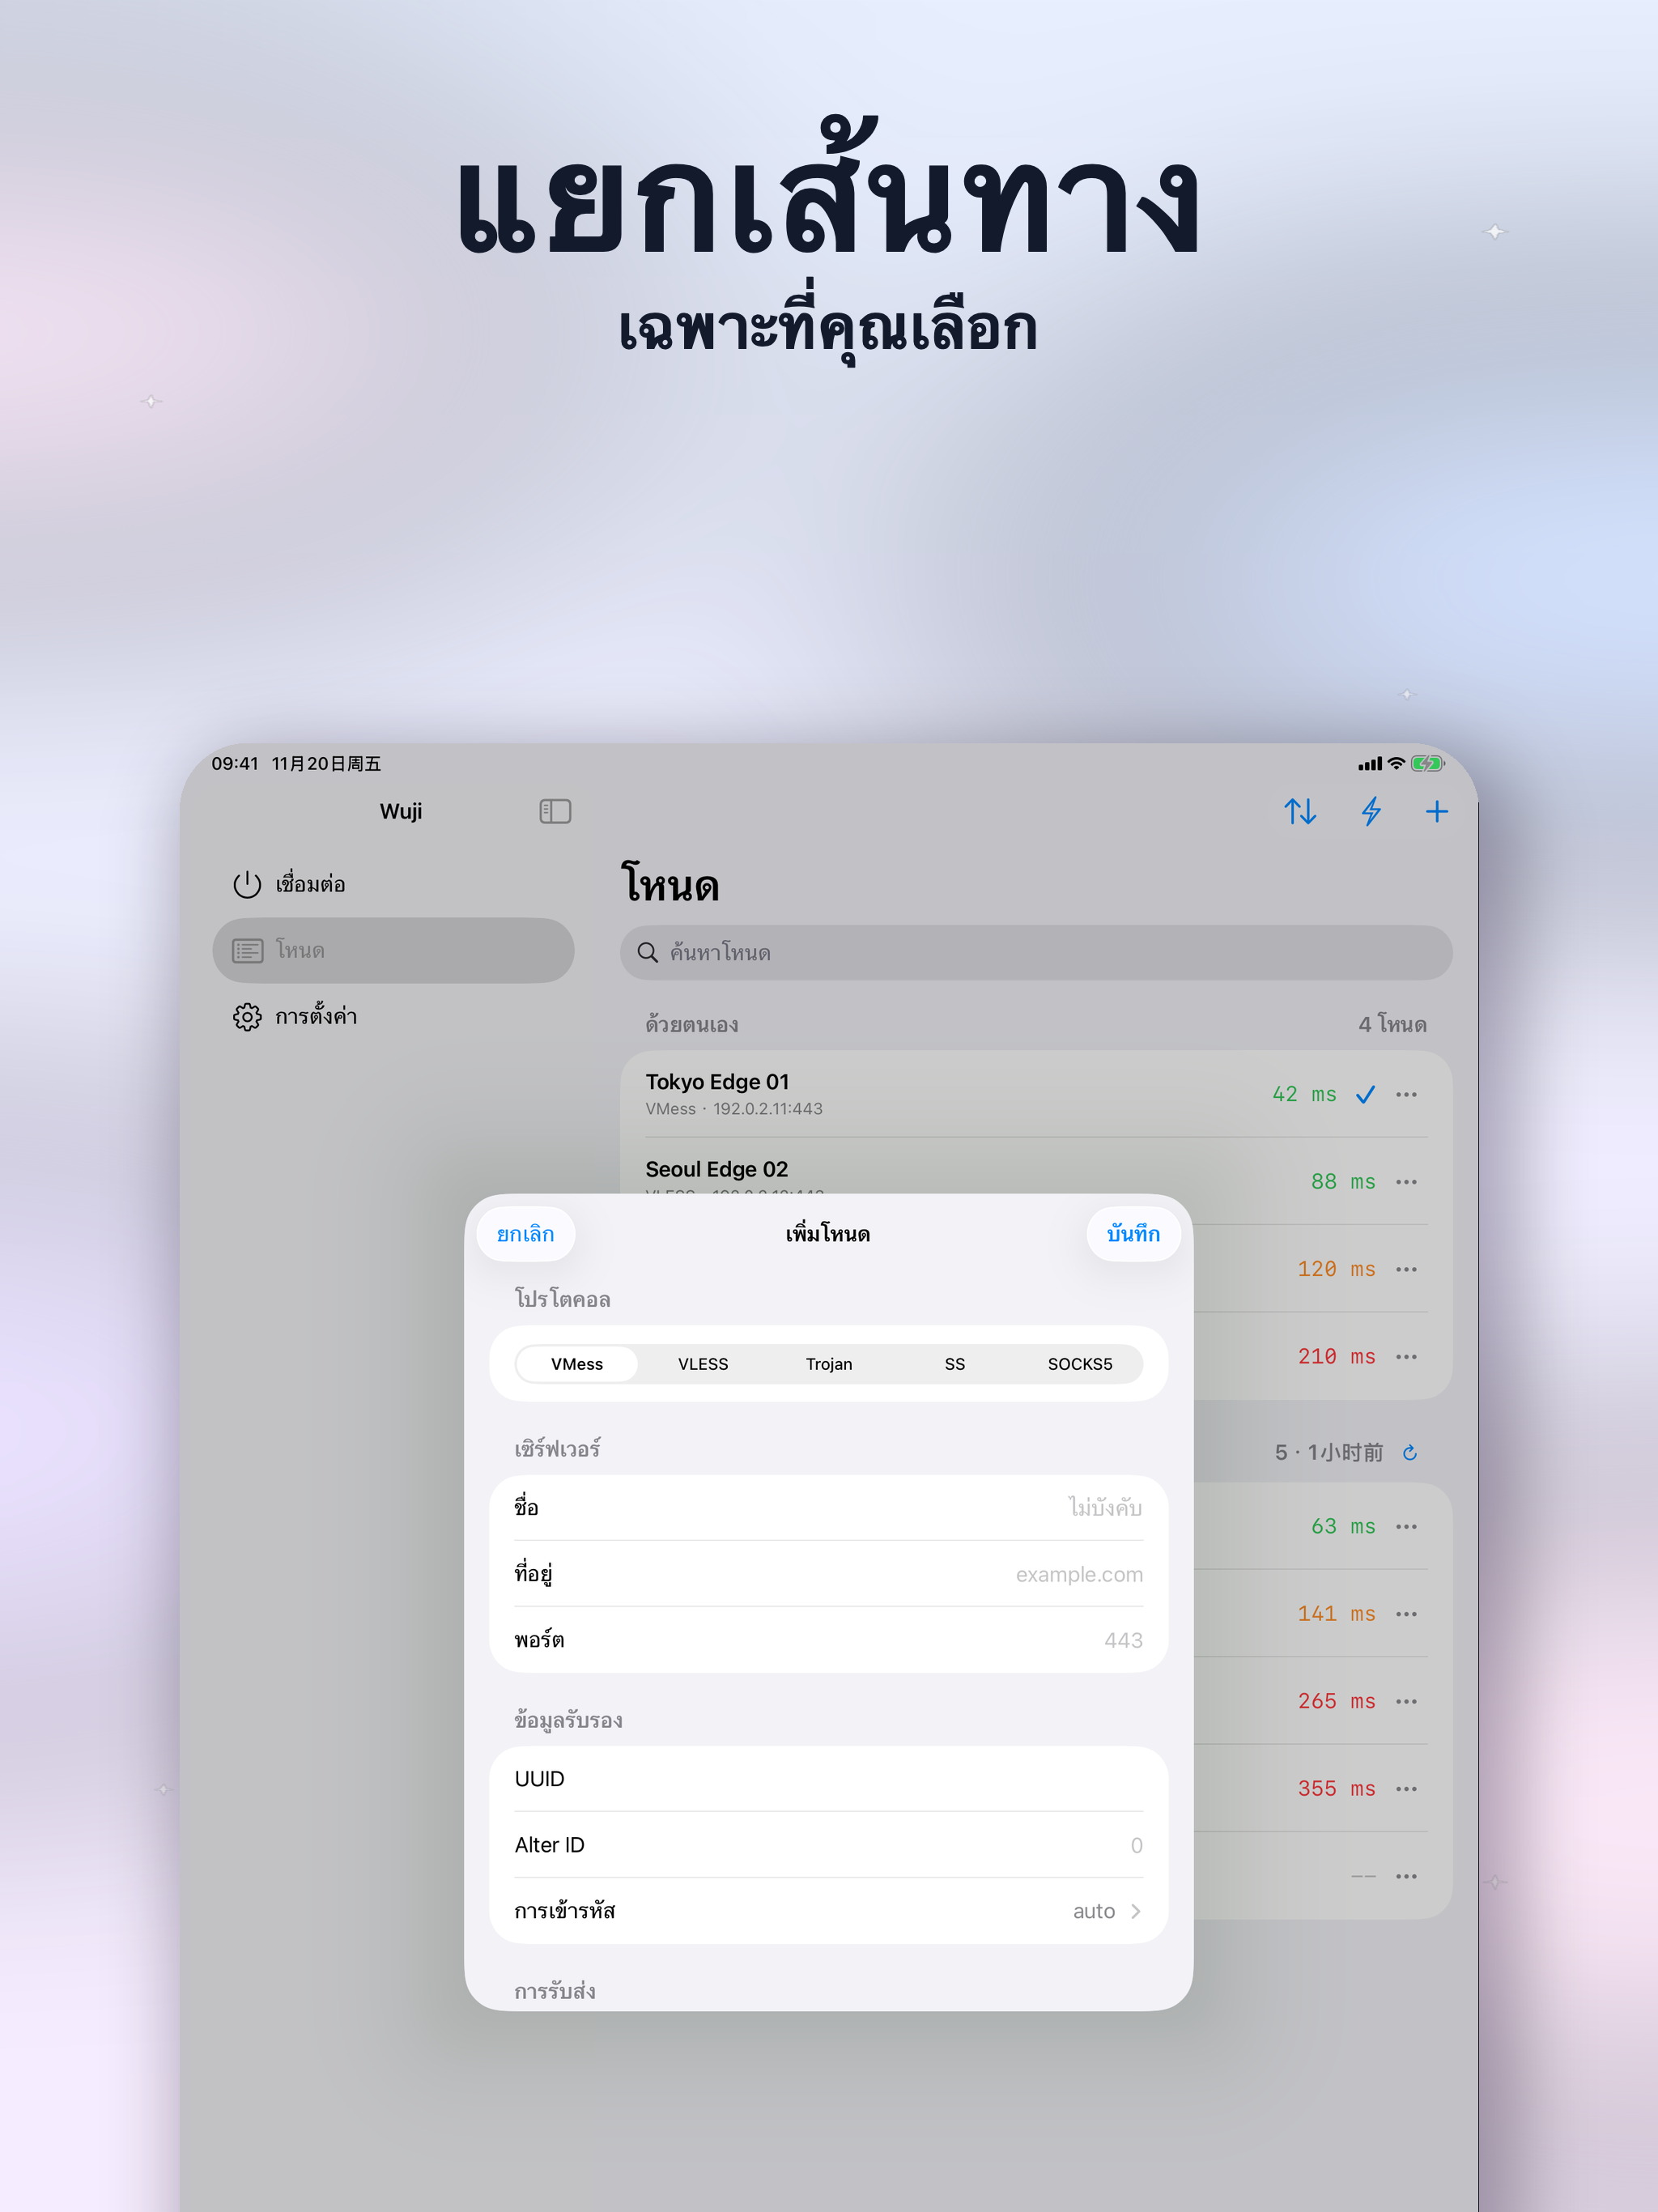 แยกเส้นทาง
เฉพาะที่คุณเลือก
09:41 11月20日周五
Wuji
เชื่อมต่อ
โหนด
การตั้งค่า
โหนด
ค้นหาโหนด
ด้วยตนเอง 4 โหนด
Tokyo Edge 01
VMess · 192.0.2.11:443
42 ms
Seoul Edge 02
88 ms
120 ms
210 ms
5 · 1小时前
63 ms
141 ms
265 ms
355 ms
--
ยกเลิก เพิ่มโหนด บันทึก
โปรโตคอล
VMess VLESS Trojan SS SOCKS5
เซิร์ฟเวอร์
ชื่อ ไม่บังคับ
ที่อยู่ example.com
พอร์ต 443
ข้อมูลรับรอง
UUID
Alter ID 0
การเข้ารหัส auto
การรับส่ง